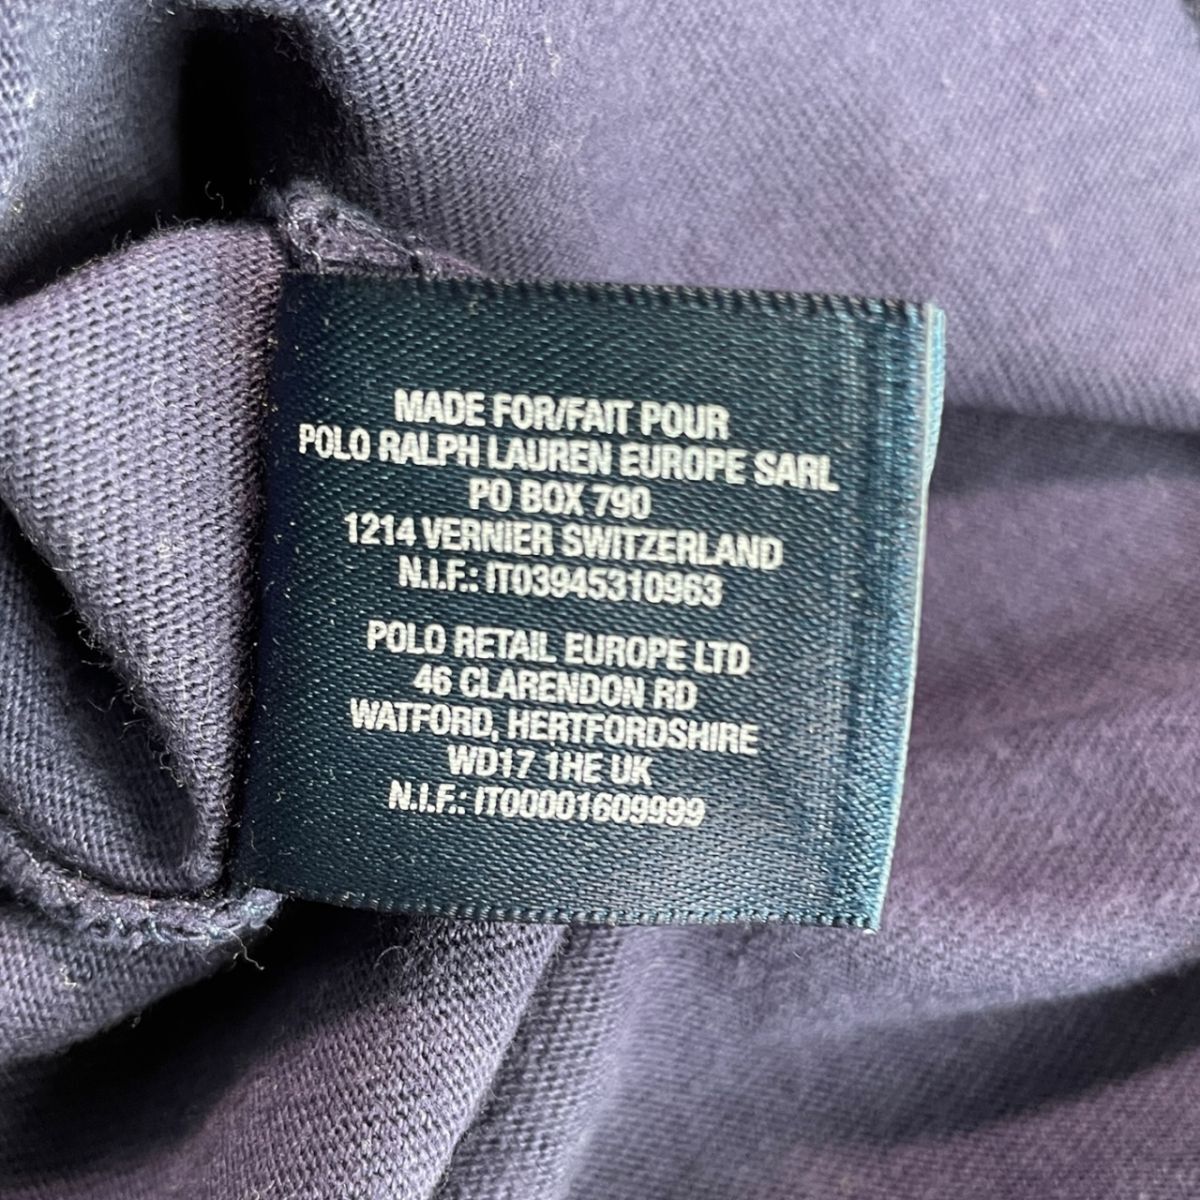 MADE FOR/FAIT POUR
POLO RALPH LAUREN EUROPE SARL
PO BOX 790
1214 VERNIER SWITZERLAND
N.I.F.: IT03945310963
POLO RETAIL EUROPE LTD
46 CLARENDON RD
WATFORD, HERTFORDSHIRE
WD17 1HE UK
N.I.F.: IT00001609999